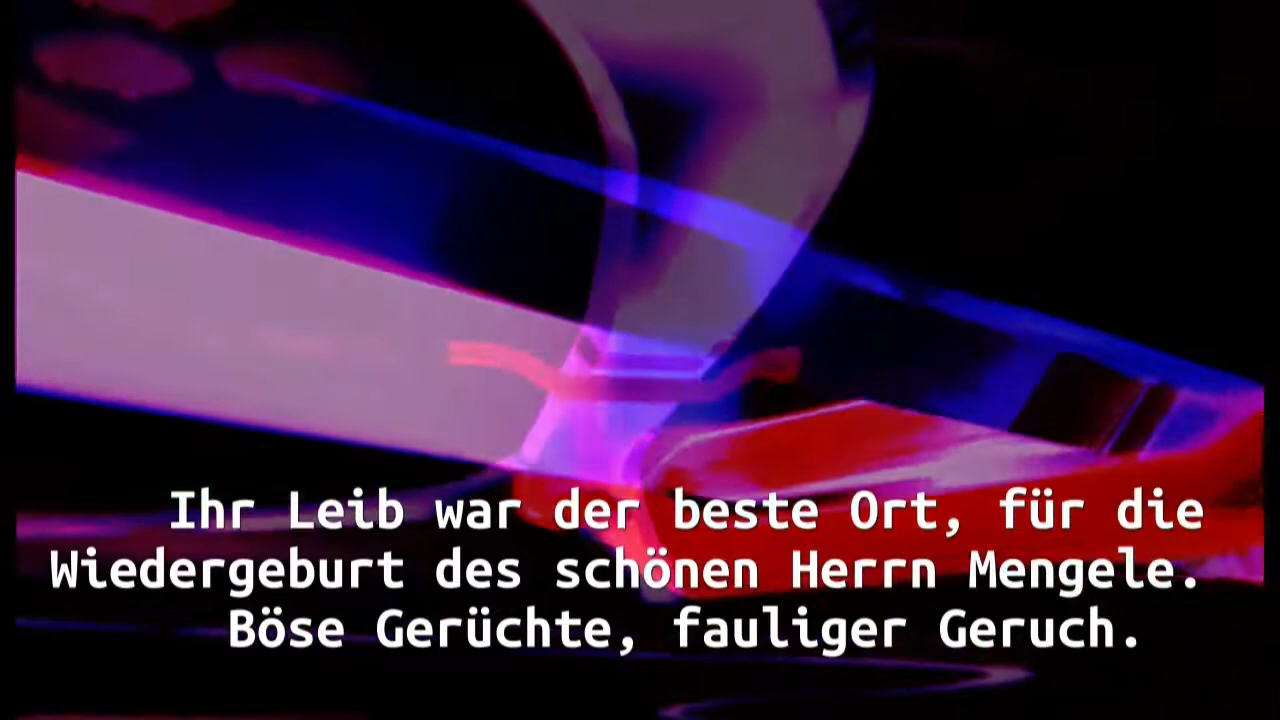 Ihr Leib war der beste Ort, für die
Wiedergeburt des schönen Herrn Mengele.
Böse Gerüchte, fauliger Geruch.